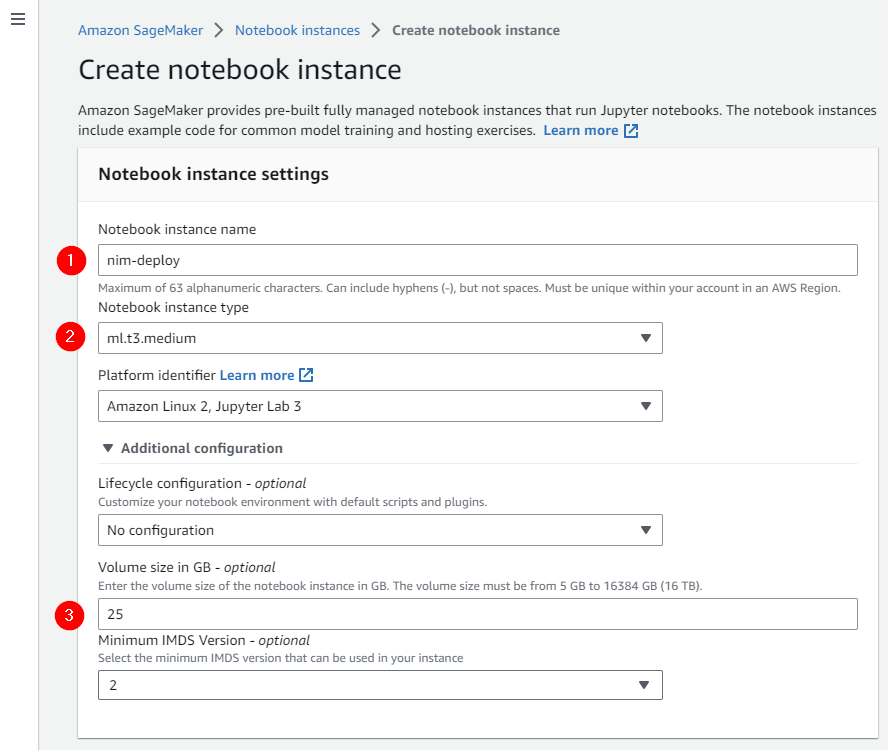 Amazon SageMaker > Notebook instances > Create notebook instance
Create notebook instance
Amazon SageMaker provides pre-built fully managed notebook instances that run Jupyter notebooks. The notebook instances
include example code for common model training and hosting exercises. Learn more
Notebook instance settings
Notebook instance name
1 nim-deploy
Maximum of 63 alphanumeric characters. Can include hyphens (-), but not spaces. Must be unique within your account in an AWS Region.
Notebook instance type
2 ml.t3.medium
Platform identifier Learn more
Amazon Linux 2, Jupyter Lab 3
Additional configuration
Lifecycle configuration - optional
Customize your notebook environment with default scripts and plugins.
No configuration
Volume size in GB - optional
Enter the volume size of the notebook instance in GB. The volume size must be from 5 GB to 16384 GB (16 TB).
3 25
Minimum IMDS Version - optional
Select the minimum IMDS version that can be used in your instance
2